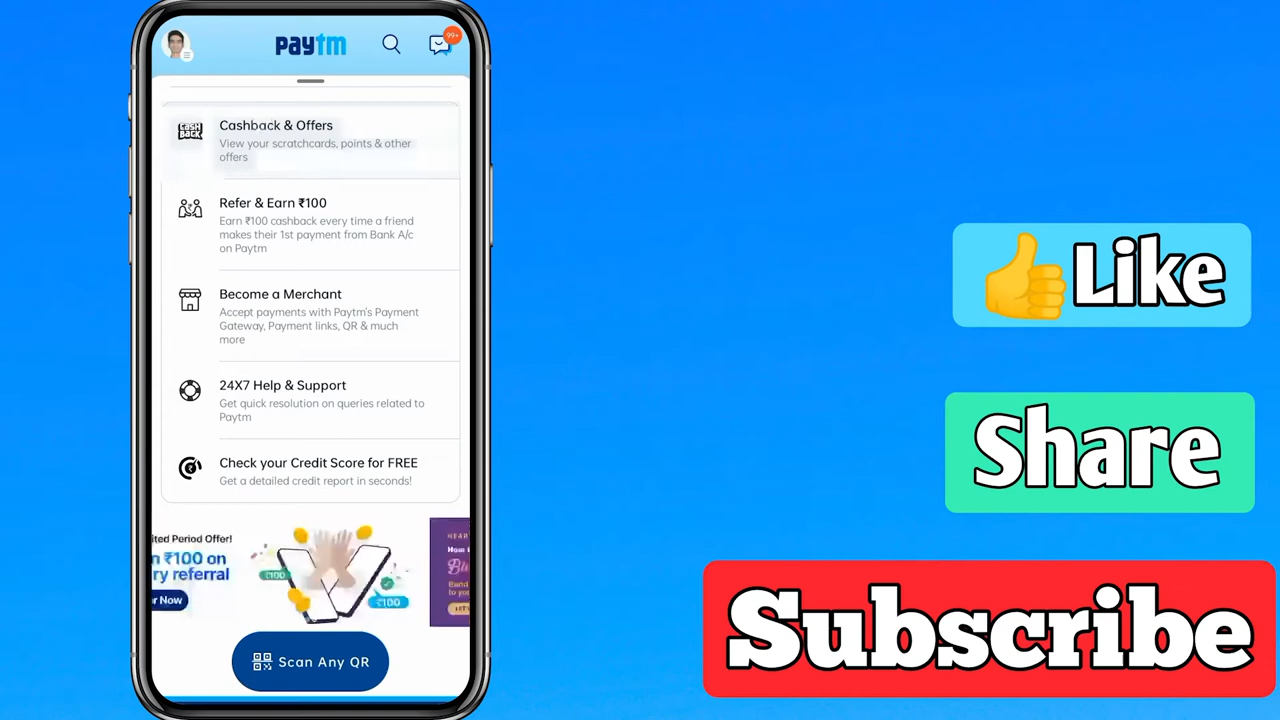 paytm
99+
CASH
BACK
Cashback & Offers
View your scratchcards, points & other
offers
Refer & Earn ₹100
Earn ₹100 cashback every time a friend
makes their 1st payment from Bank A/c
on Paytm
Become a Merchant
Accept payments with Paytm's Payment
Gateway, Payment links, QR & much
more
24X7 Help & Support
Get quick resolution on queries related to
Paytm
Check your Credit Score for FREE
Get a detailed credit report in seconds!
ited Period Offer!
n ₹100 on
ry referral
r Now
₹100
₹100
Scan Any QR
Like
Share
Subscribe